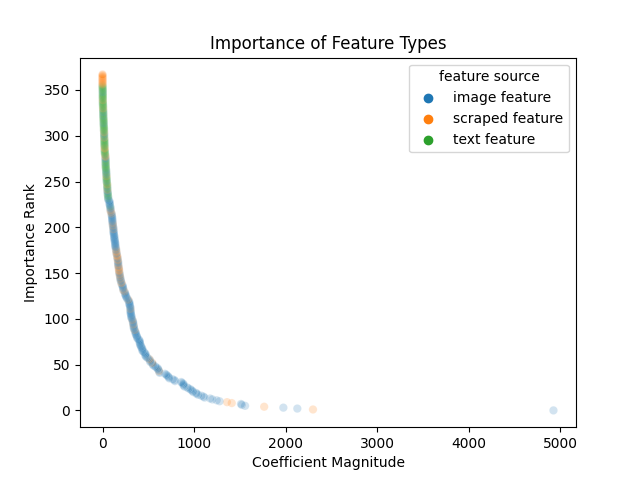 Importance of Feature Types
feature source
image feature
scraped feature
text feature
350
300
250
200
150
100
50
0
Importance Rank
0 1000 2000 3000 4000 5000
Coefficient Magnitude